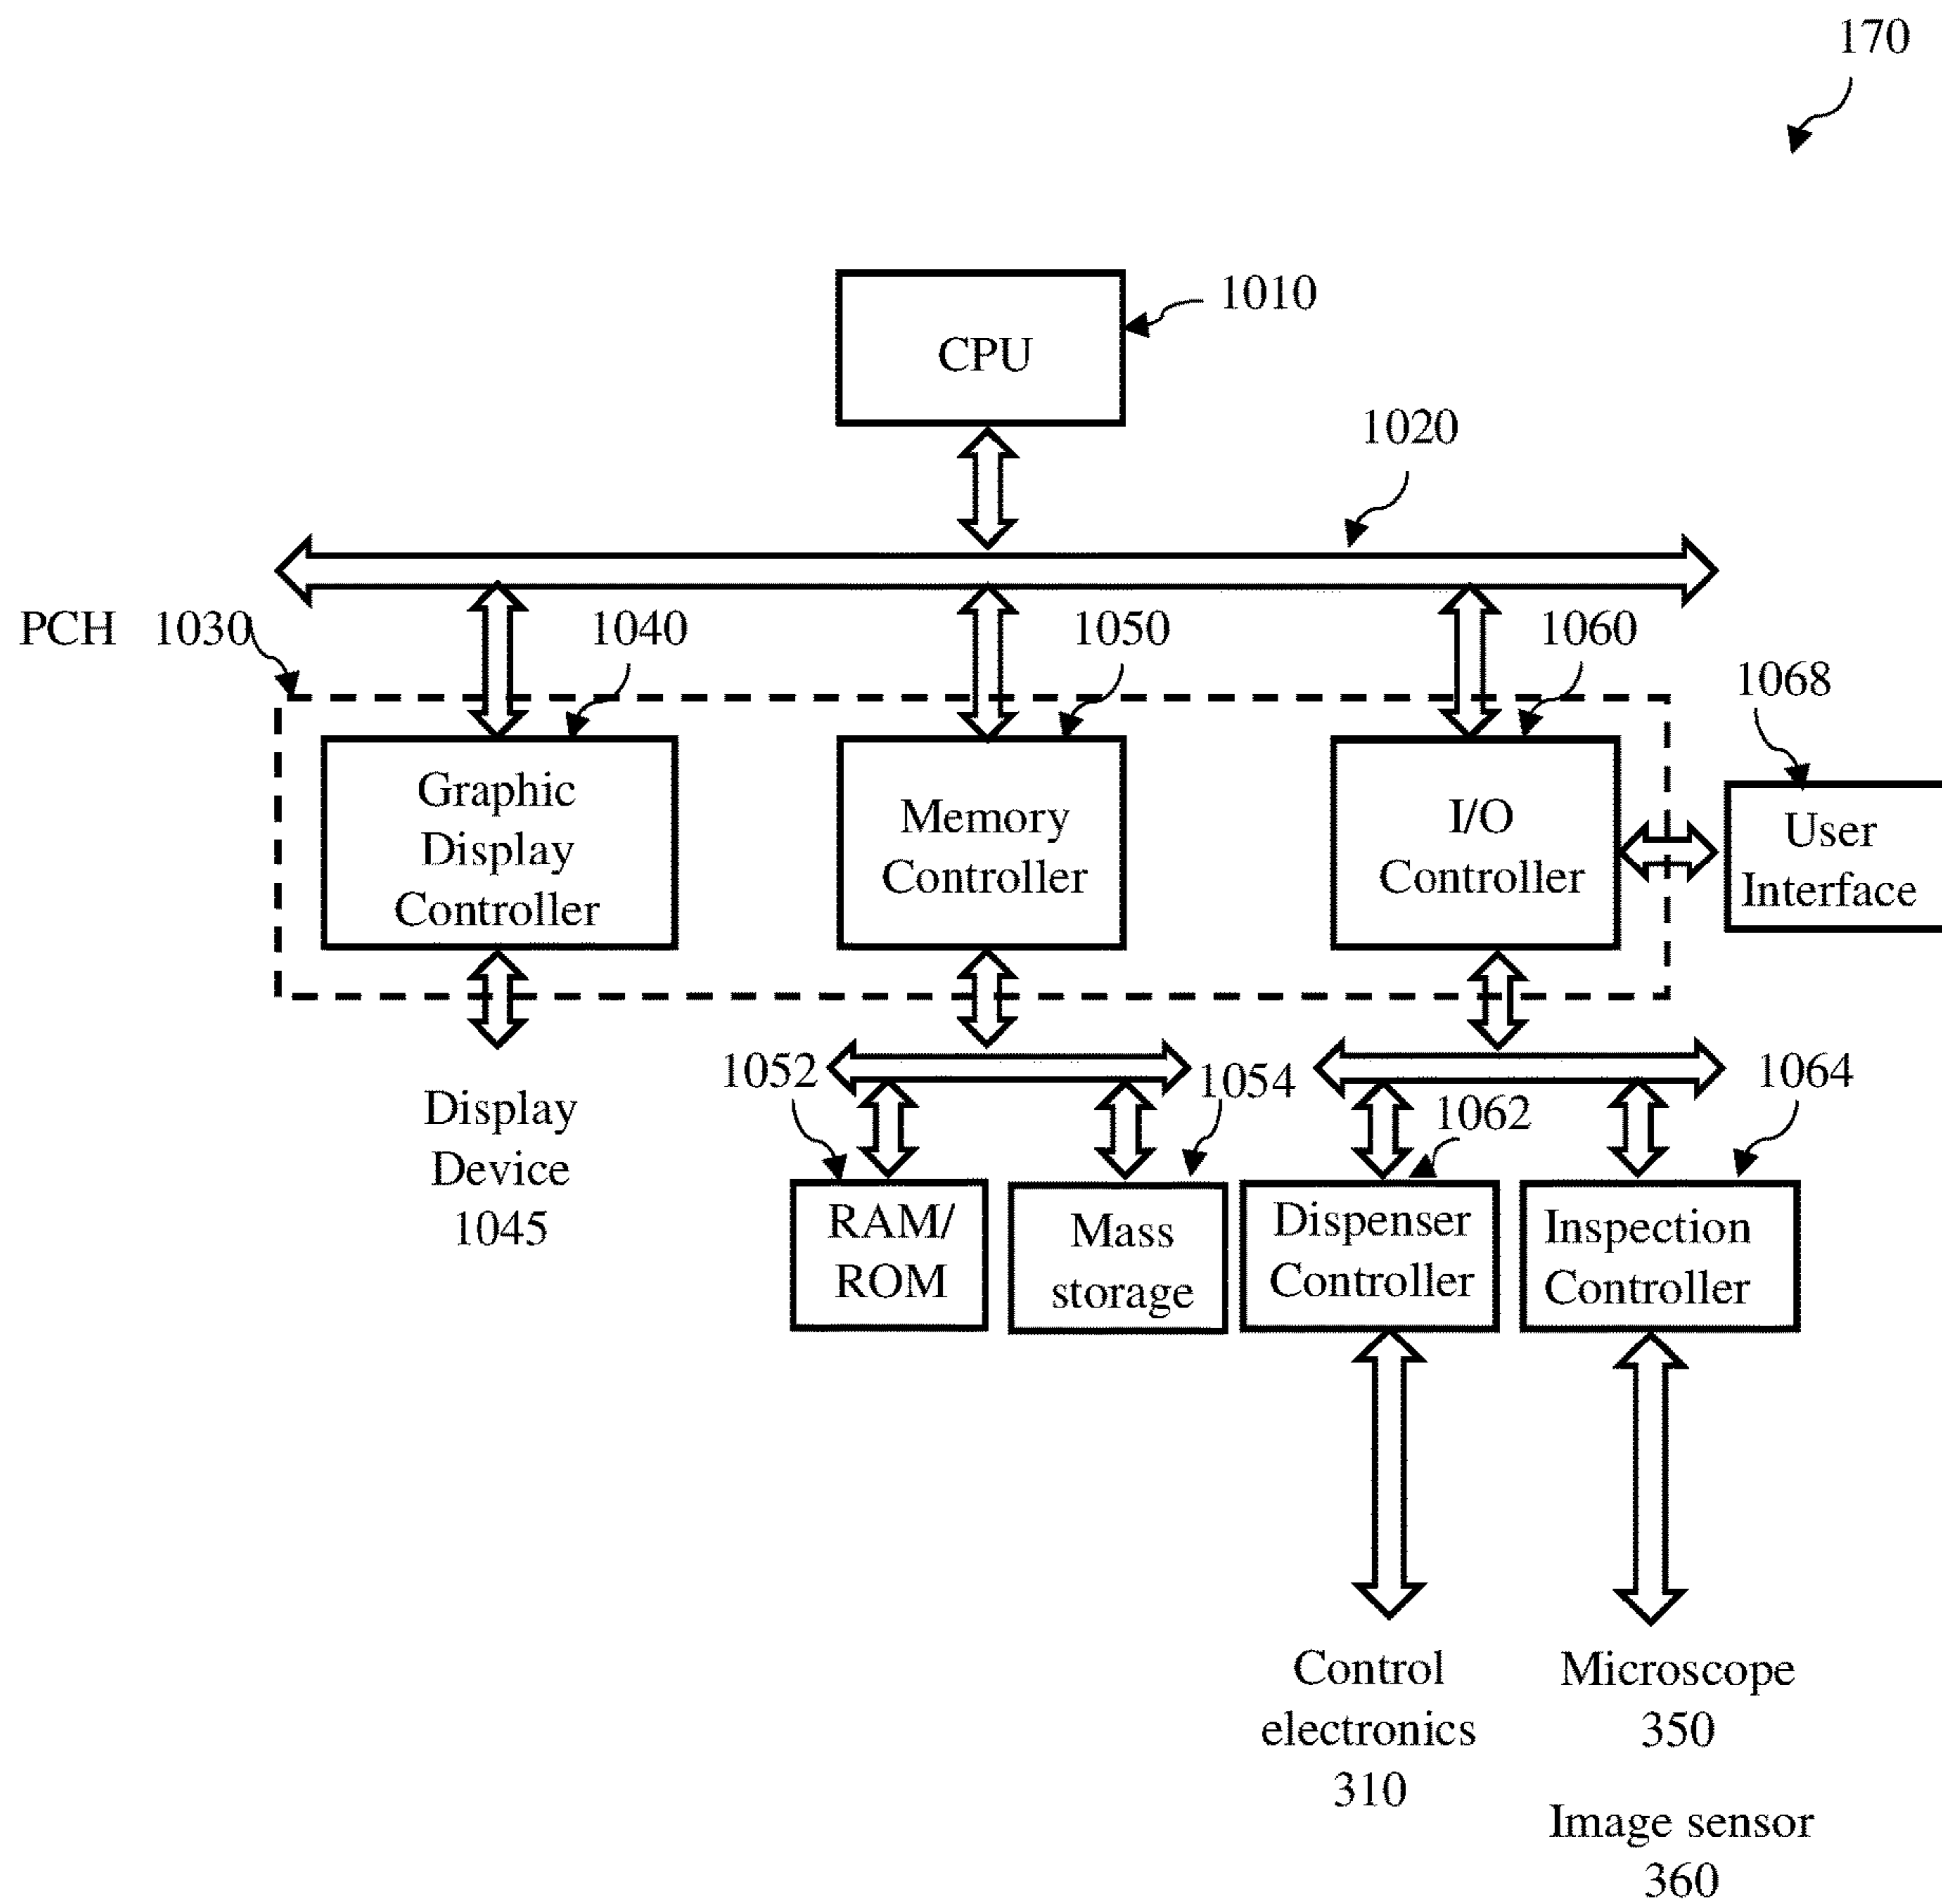 170
1010
CPU
1020
PCH 1030
1040
1050
1060
1068
Graphic
Display
Controller
Memory
Controller
I/O
Controller
User
Interface
Display
Device
1045
1052
1054
1062
1064
RAM/
ROM
Mass
storage
Dispenser
Controller
Inspection
Controller
Control
electronics
310
Microscope
350
Image sensor
360